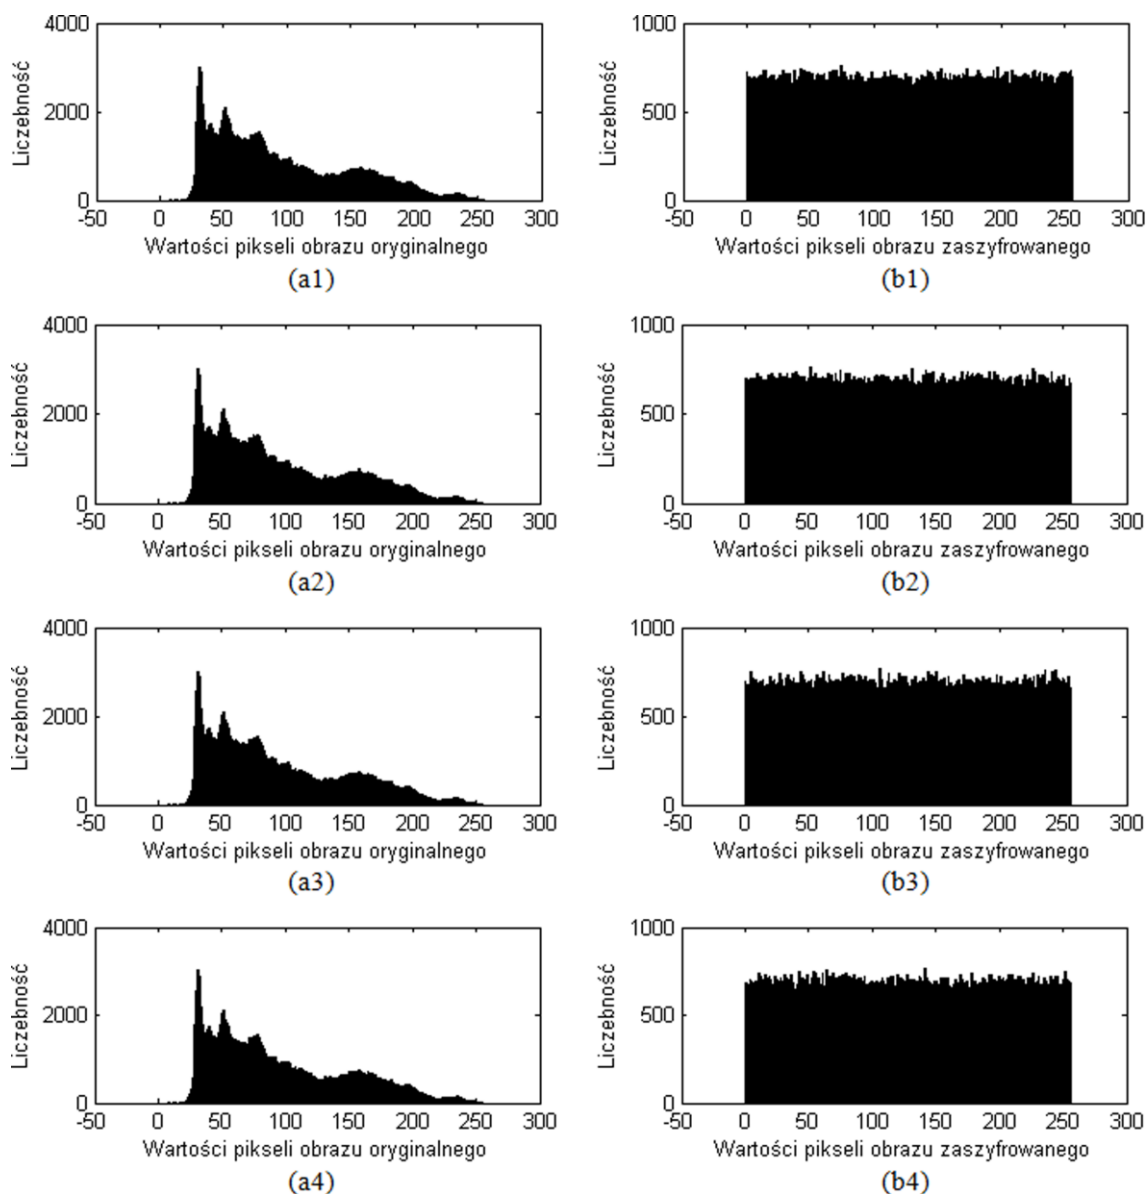 4000
2000
0
-50 0 50 100 150 200 250 300
Liczebność
Wartości pikseli obrazu oryginalnego
(a1)
1000
500
0
-50 0 50 100 150 200 250 300
Liczebność
Wartości pikseli obrazu zaszyfrowanego
(b1)
4000
2000
0
-50 0 50 100 150 200 250 300
Liczebność
Wartości pikseli obrazu oryginalnego
(a2)
1000
500
0
-50 0 50 100 150 200 250 300
Liczebność
Wartości pikseli obrazu zaszyfrowanego
(b2)
4000
2000
0
-50 0 50 100 150 200 250 300
Liczebność
Wartości pikseli obrazu oryginalnego
(a3)
1000
500
0
-50 0 50 100 150 200 250 300
Liczebność
Wartości pikseli obrazu zaszyfrowanego
(b3)
4000
2000
0
-50 0 50 100 150 200 250 300
Liczebność
Wartości pikseli obrazu oryginalnego
(a4)
1000
500
0
-50 0 50 100 150 200 250 300
Liczebność
Wartości pikseli obrazu zaszyfrowanego
(b4)